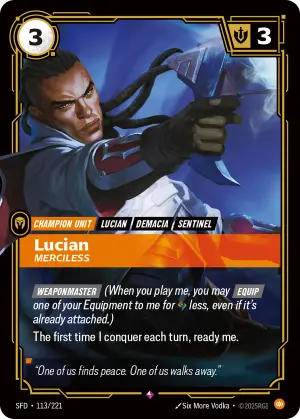 3
3
CHAMPION UNIT LUCIAN DEMACIA SENTINEL
Lucian
MERCILESS
WEAPONMASTER (When you play me, you may EQUIP
one of your Equipment to me for less, even if it's
already attached.)
The first time I conquer each turn, ready me.
"One of us finds peace. One of us walks away."
SFD • 113/221
Six More Vodka • ©2025RGI